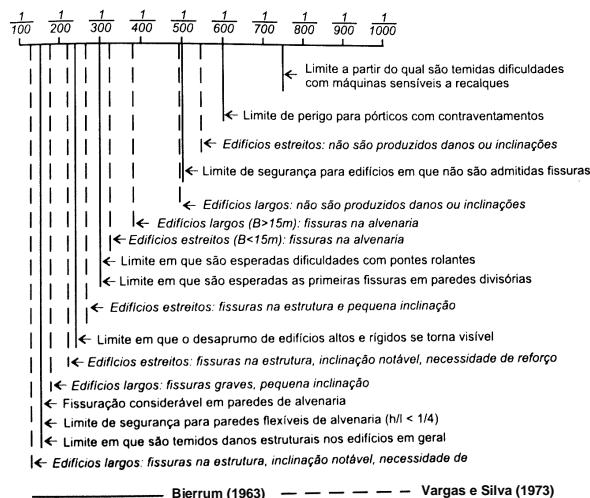 1/100 1/200 1/300 1/400 1/500 1/600 1/700 1/800 1/900 1/1000
Limite a partir do qual são temidas dificuldades
com máquinas sensíveis a recalques
Limite de perigo para pórticos com contraventamentos
Edifícios estreitos: não são produzidos danos ou inclinações
Limite de segurança para edifícios em que não são admitidas fissuras
Edifícios largos: não são produzidos danos ou inclinações
Edifícios largos (B>15m): fissuras na alvenaria
Edifícios estreitos (B<15m): fissuras na alvenaria
Limite em que são esperadas dificuldades com pontes rolantes
Limite em que são esperadas as primeiras fissuras em paredes divisórias
Edifícios estreitos: fissuras na estrutura e pequena inclinação
Limite em que o desaprumo de edifícios altos e rígidos se torna visível
Edifícios estreitos: fissuras na estrutura, inclinação notável, necessidade de reforço
Edifícios largos: fissuras graves, pequena inclinação
Fissuração considerável em paredes de alvenaria
Limite de segurança para paredes flexíveis de alvenaria (h/l < 1/4)
Limite em que são temidos danos estruturais nos edifícios em geral
Edifícios largos: fissuras na estrutura, inclinação notável, necessidade de
Bierrum (1963) Vargas e Silva (1973)